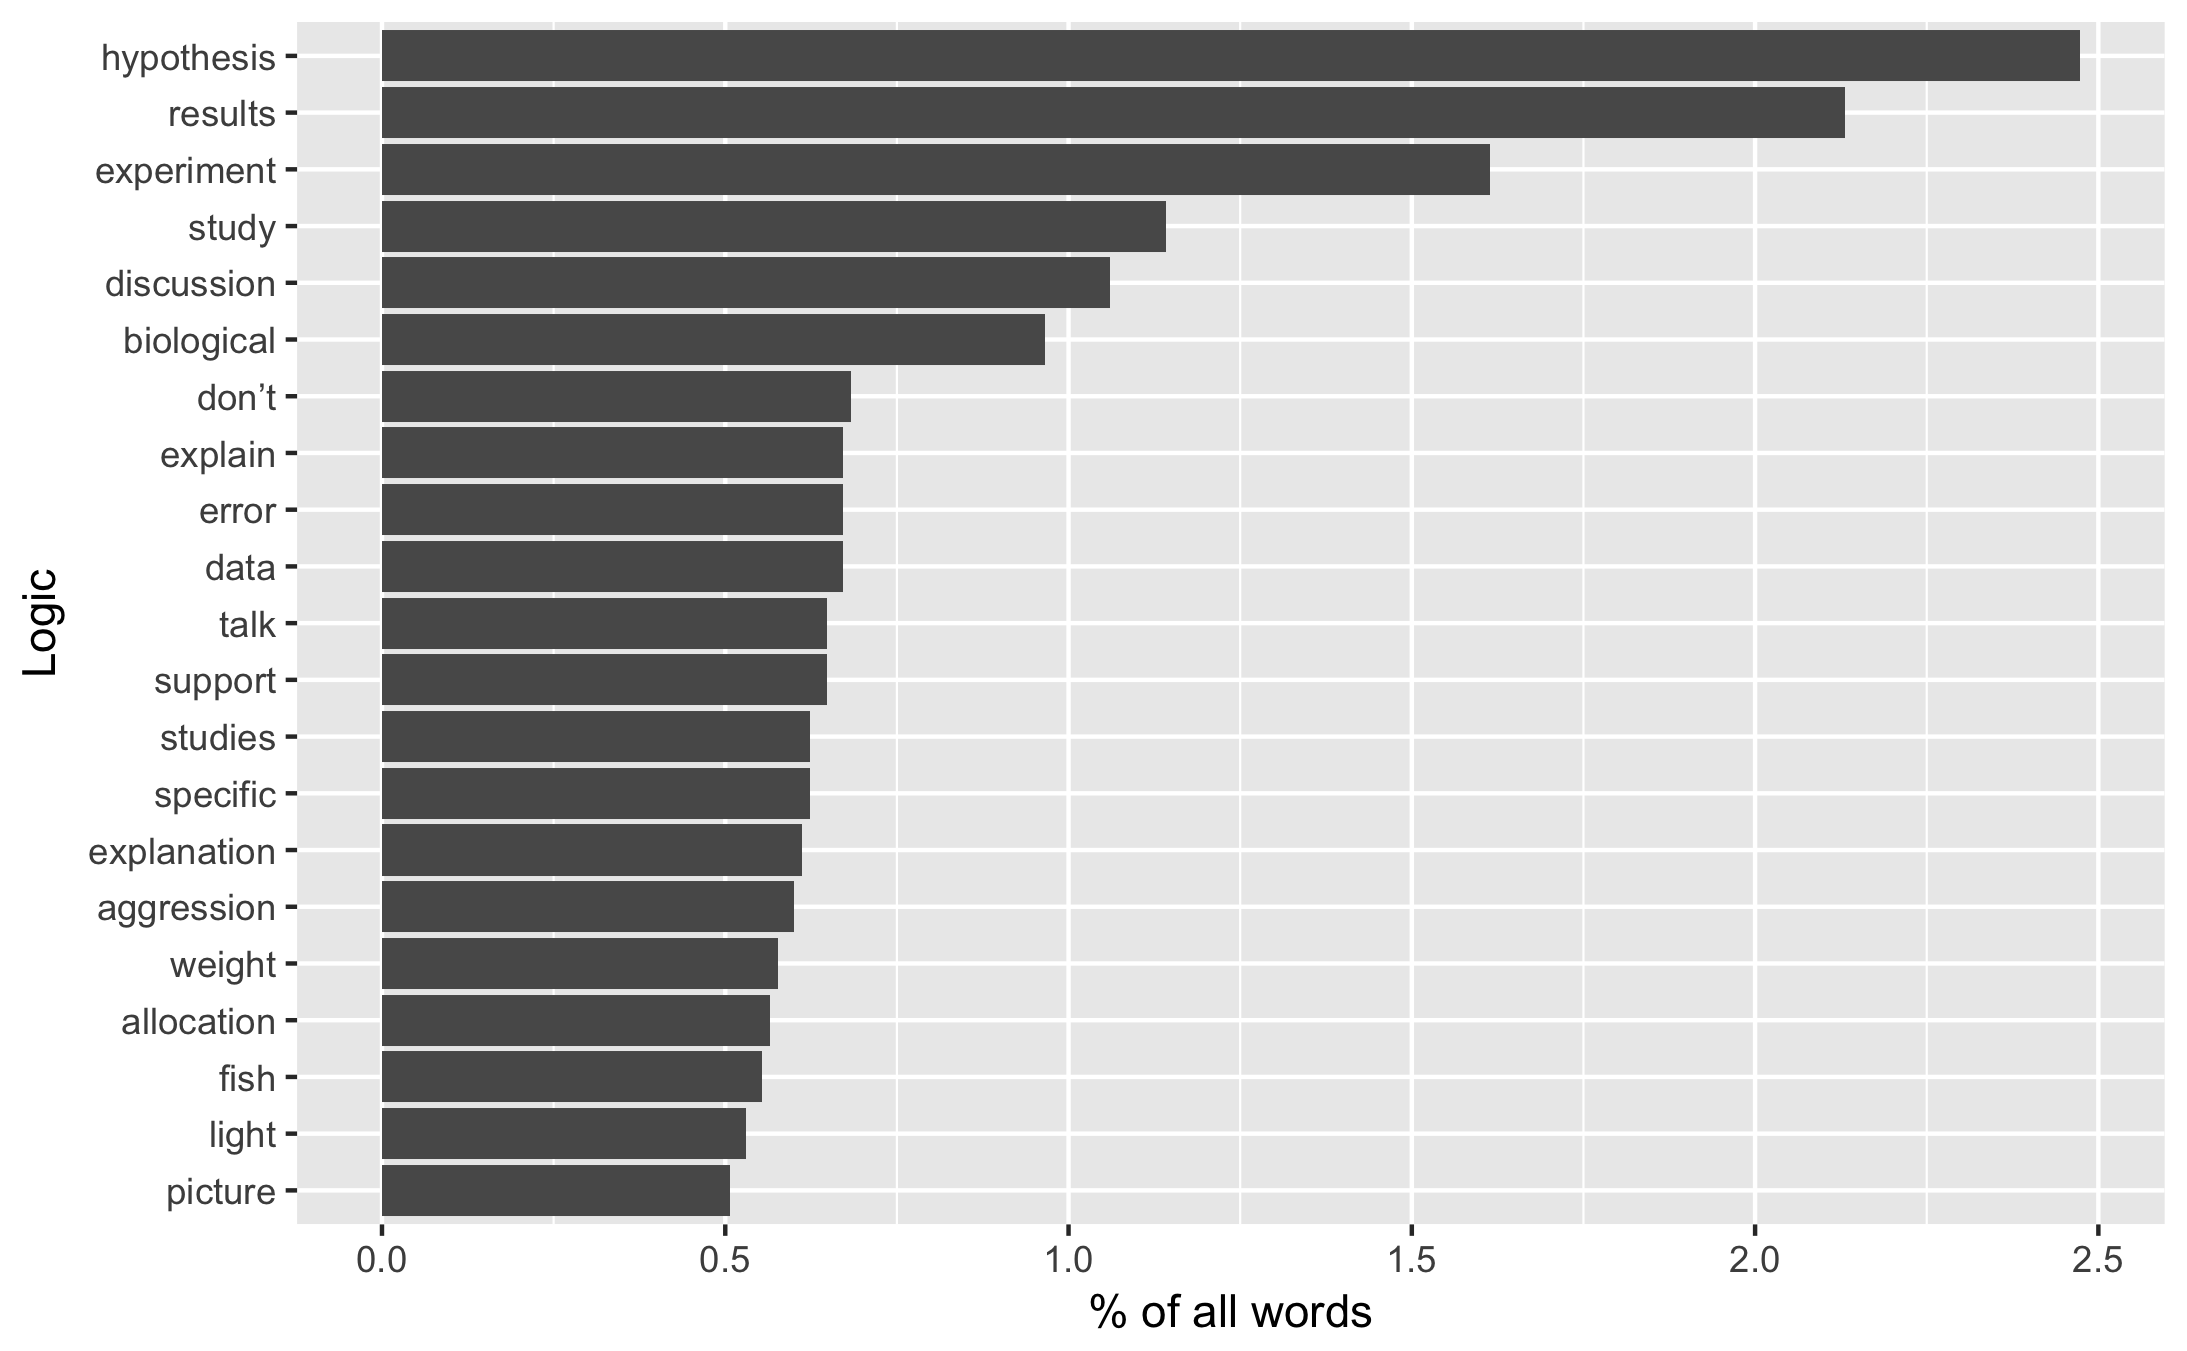 hypothesis
results
experiment
study
discussion
biological
don’t
explain
error
data
talk
support
studies
specific
explanation
aggression
weight
allocation
fish
light
picture
Logic
0.0 0.5 1.0 1.5 2.0 2.5
% of all words